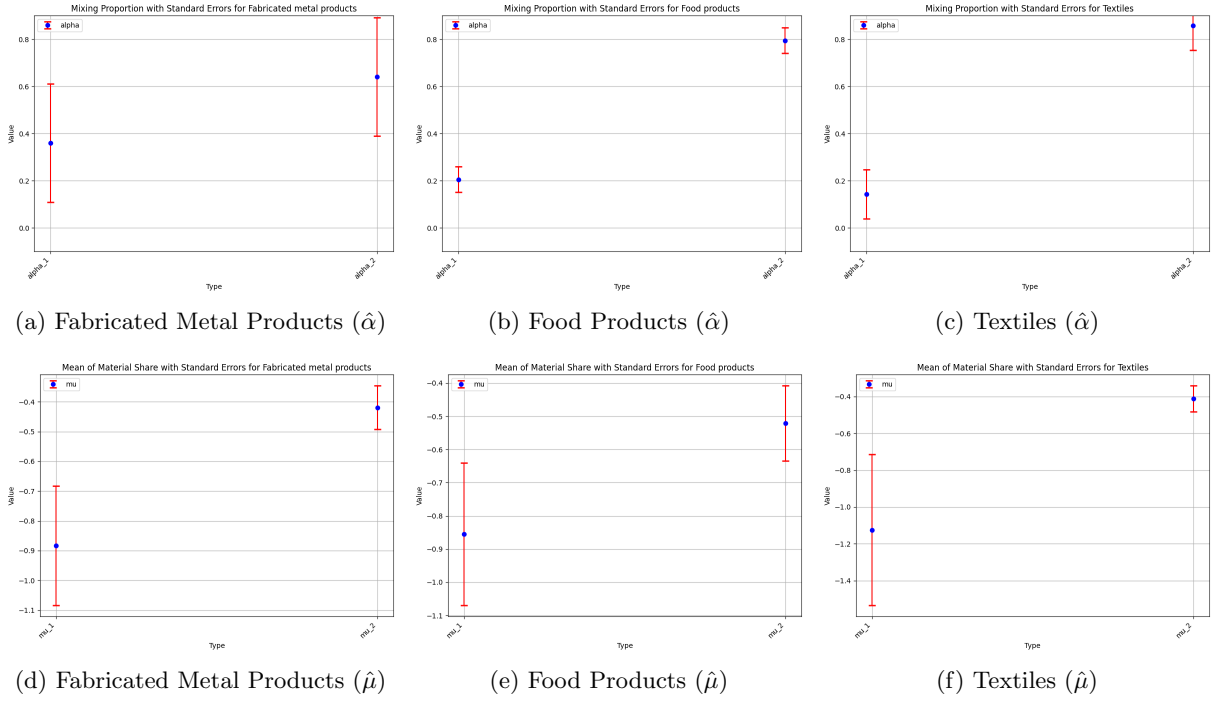 Mixing Proportion with Standard Errors for Fabricated metal products
alpha
0.8
0.6
0.4
0.2
0.0
Value
alpha_1
alpha_2
Type
Mixing Proportion with Standard Errors for Food products
alpha
0.8
0.6
0.4
0.2
0.0
Value
alpha_1
alpha_2
Type
Mixing Proportion with Standard Errors for Textiles
alpha
0.8
0.6
0.4
0.2
0.0
Value
alpha_1
alpha_2
Type
(a) Fabricated Metal Products (α̂)
(b) Food Products (α̂)
(c) Textiles (α̂)
Mean of Material Share with Standard Errors for Fabricated metal products
mu
−0.4
−0.5
−0.6
−0.7
−0.8
−0.9
−1.0
−1.1
Value
mu_1
mu_2
Type
Mean of Material Share with Standard Errors for Food products
mu
−0.4
−0.5
−0.6
−0.7
−0.8
−0.9
−1.0
−1.1
Value
mu_1
mu_2
Type
Mean of Material Share with Standard Errors for Textiles
mu
−0.4
−0.6
−0.8
−1.0
−1.2
−1.4
Value
mu_1
mu_2
Type
(d) Fabricated Metal Products (μ̂)
(e) Food Products (μ̂)
(f) Textiles (μ̂)